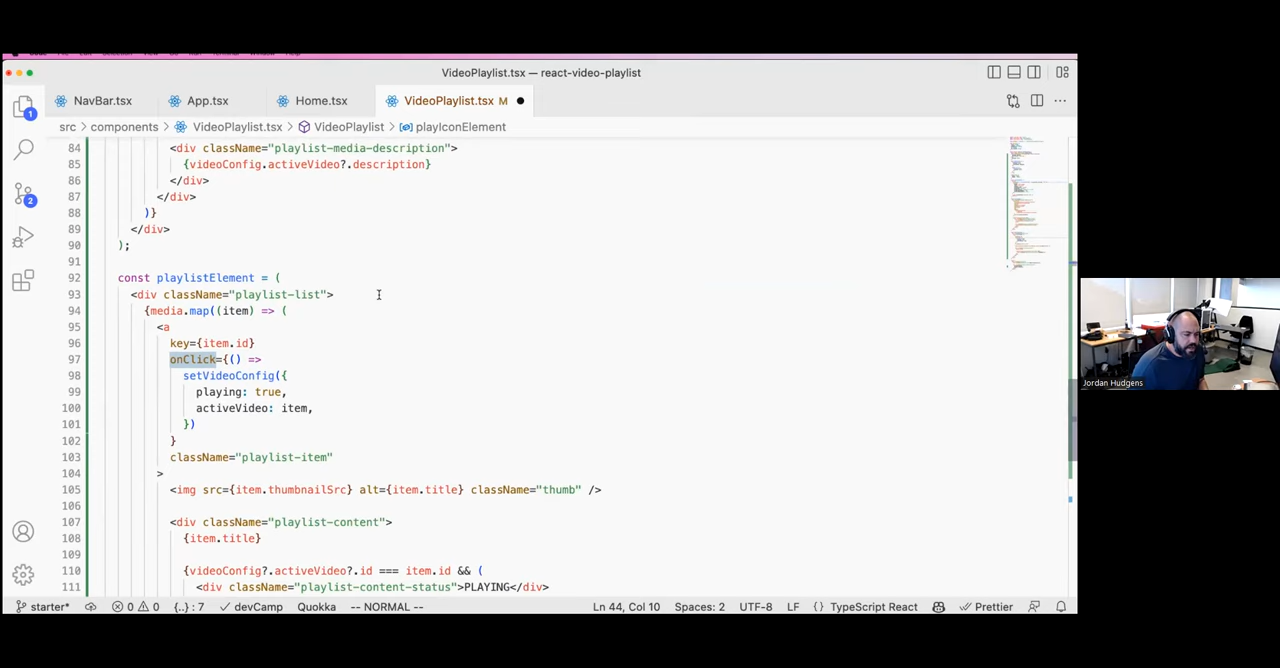 VideoPlaylist.tsx — react-video-playlist
NavBar.tsx App.tsx Home.tsx VideoPlaylist.tsx M
src > components > VideoPlaylist.tsx > VideoPlaylist > playIconElement
84 <div className="playlist-media-description">
85 {videoConfig.activeVideo?.description}
86 </div>
87 </div>
88 )}
89 </div>
90 );
91
92 const playlistElement = (
93 <div className="playlist-list">
94 {media.map((item) => (
95 <a
96 key={item.id}
97 onClick={() =>
98 setVideoConfig({
99 playing: true,
100 activeVideo: item,
101 })
102 }
103 className="playlist-item"
104 >
105 <img src={item.thumbnailSrc} alt={item.title} className="thumb" />
106
107 <div className="playlist-content">
108 {item.title}
109
110 {videoConfig?.activeVideo?.id === item.id && (
111 <div className="playlist-content-status">PLAYING</div>
1
2
Jordan Hudgens
starter* 0 0 {..} : 7 devCamp Quokka -- NORMAL -- Ln 44, Col 10 Spaces: 2 UTF-8 LF {} TypeScript React Prettier